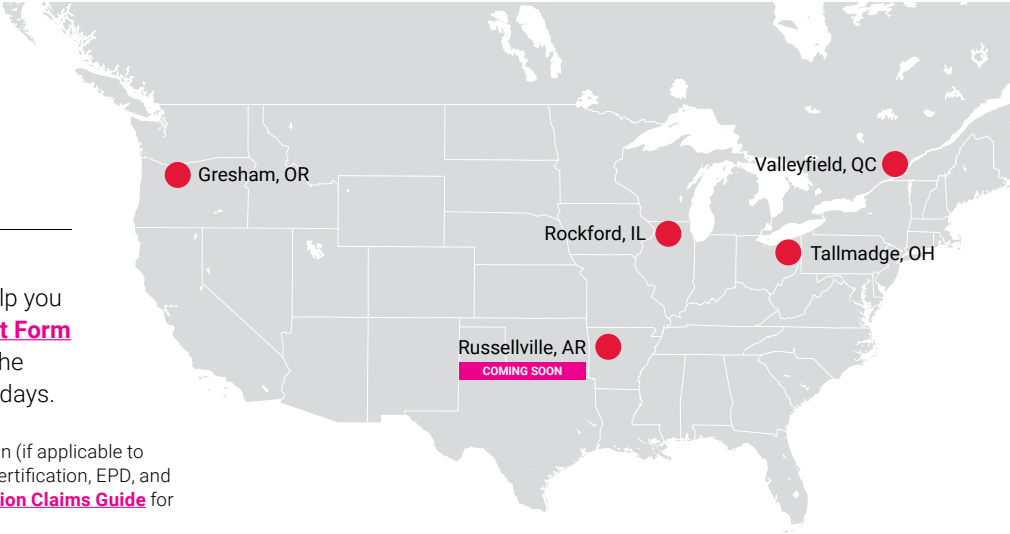 Gresham, OR
Valleyfield, QC
Rockford, IL
Tallmadge, OH
lp you
t Form
he
days.
Russellville, AR
COMING SOON
n (if applicable to
ertification, EPD, and
ion Claims Guide for